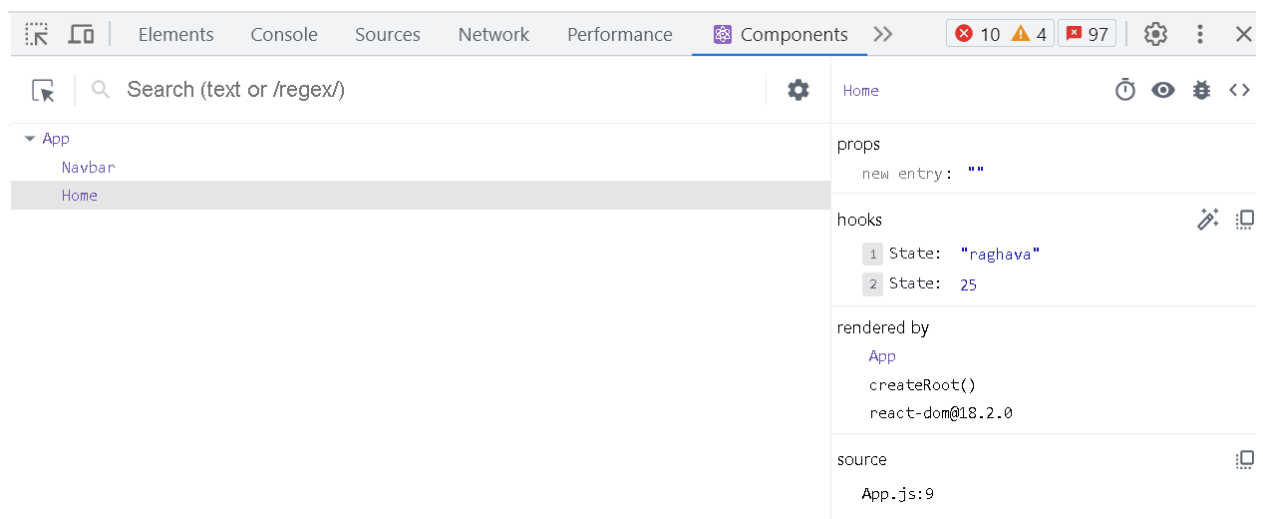 Elements Console Sources Network Performance Components 10 4 97
Search (text or /regex/)
Home
App
Navbar
Home
props
new entry: ""
hooks
1 State: "raghava"
2 State: 25
rendered by
App
createRoot()
react-dom@18.2.0
source
App.js:9